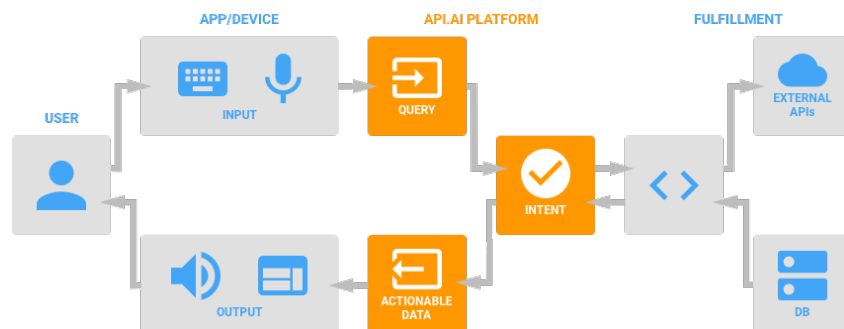 APP/DEVICE
API.AI PLATFORM
FULFILLMENT
USER
INPUT
QUERY
EXTERNAL
APIs
INTENT
OUTPUT
ACTIONABLE
DATA
DB